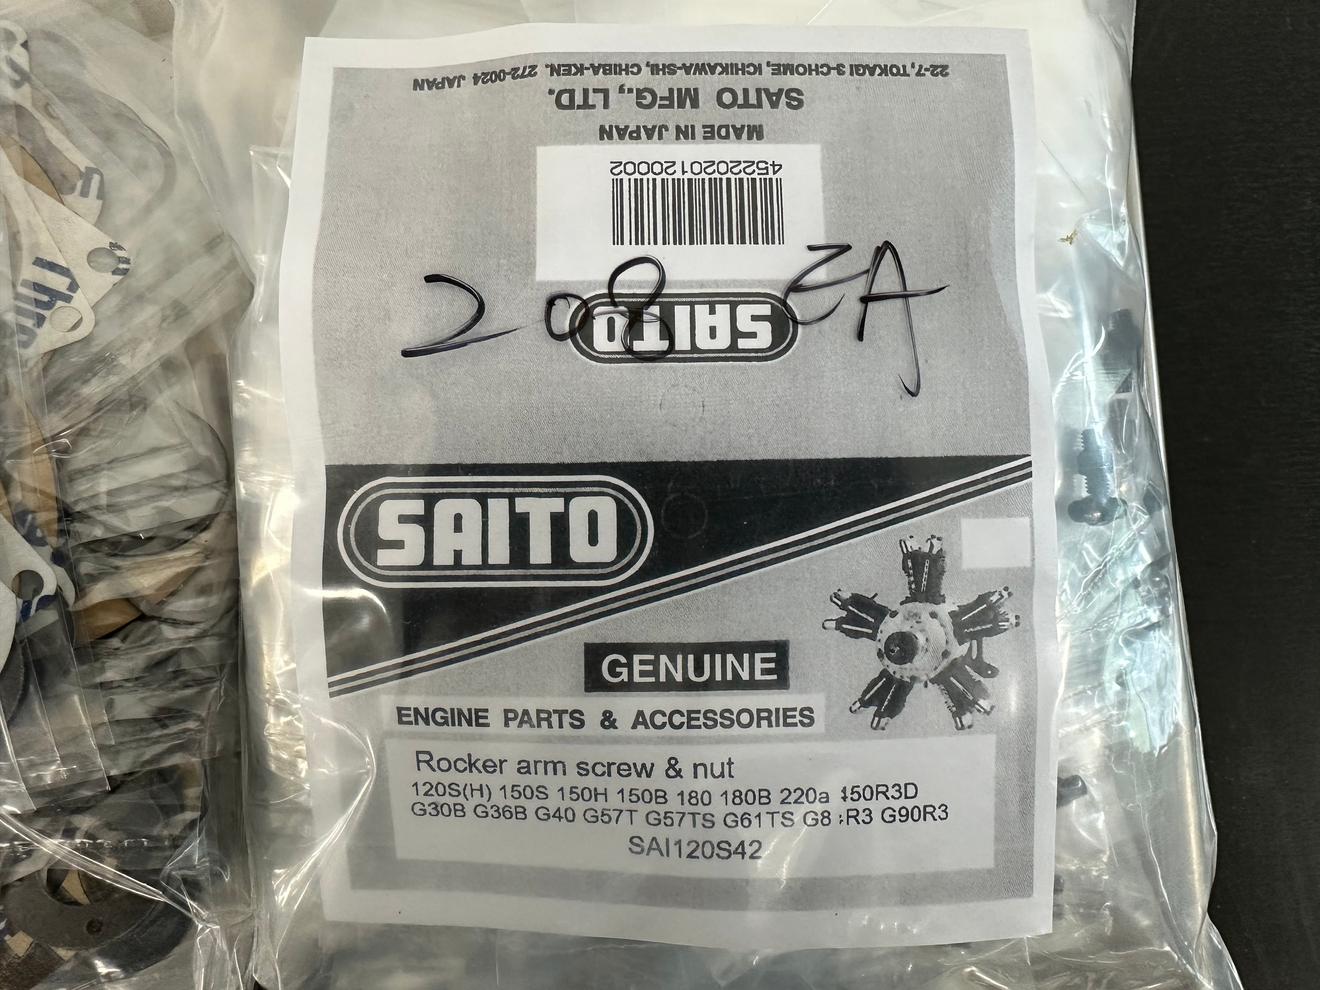 22-7, TOKAGI 3-CHOME, ICHIKAWA-SHI, CHIBA-KEN. 272-0024 JAPAN
SAITO MFG., LTD.
MADE IN JAPAN
4522020120002
208 EA
SAITO
SAITO
GENUINE
ENGINE PARTS & ACCESSORIES
Rocker arm screw & nut
120S(H) 150S 150H 150B 180 180B 220a 450R3D
G30B G36B G40 G57T G57TS G61TS R3 G90R3
SAI120S42